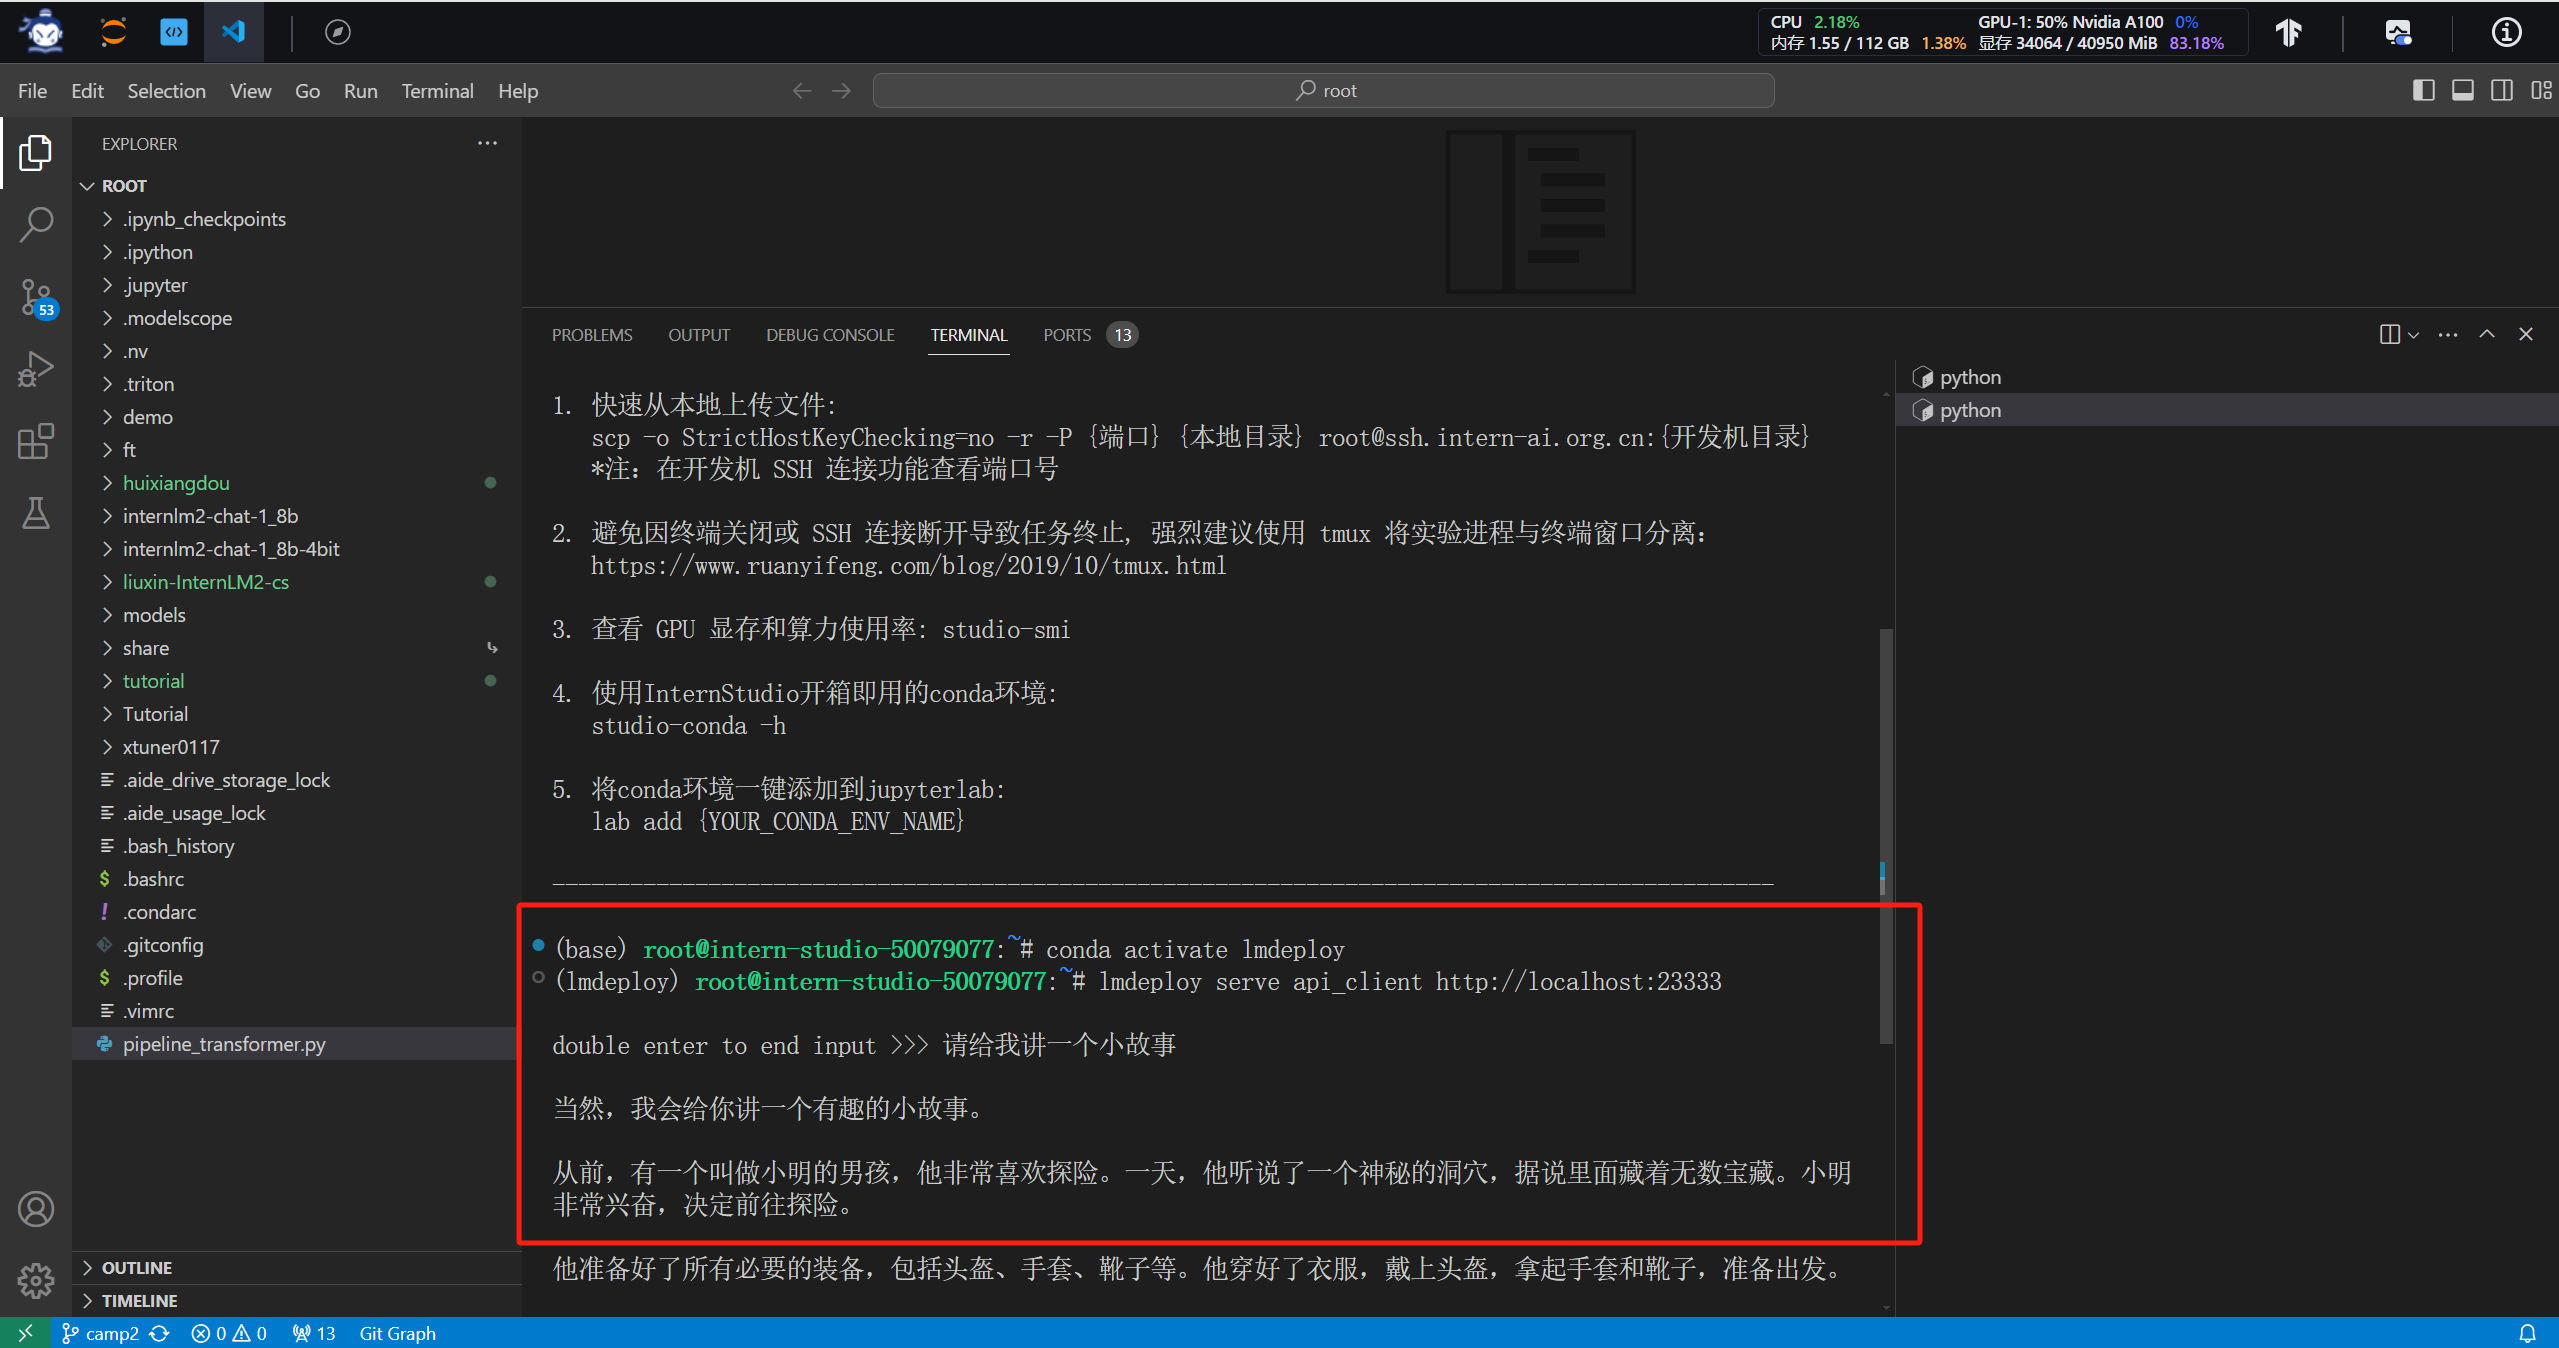 CPU 2.18% GPU-1: 50% Nvidia A100 0%
内存 1.55 / 112 GB 1.38% 显存 34064 / 40950 MiB 83.18%
File Edit Selection View Go Run Terminal Help
root
EXPLORER
ROOT
.ipynb_checkpoints
.ipython
.jupyter
.modelscope
.nv
.triton
demo
ft
huixiangdou
internlm2-chat-1_8b
internlm2-chat-1_8b-4bit
liuxin-InternLM2-cs
models
share
tutorial
Tutorial
xtuner0117
.aide_drive_storage_lock
.aide_usage_lock
.bash_history
.bashrc
.condarc
.gitconfig
.profile
.vimrc
pipeline_transformer.py
OUTLINE
TIMELINE
53
PROBLEMS OUTPUT DEBUG CONSOLE TERMINAL PORTS 13
python
python
1. 快速从本地上传文件:
scp -o StrictHostKeyChecking=no -r -P {端口} {本地目录} root@ssh.intern-ai.org.cn:{开发机目录}
*注：在开发机 SSH 连接功能查看端口号
2. 避免因终端关闭或 SSH 连接断开导致任务终止, 强烈建议使用 tmux 将实验进程与终端窗口分离：
https://www.ruanyifeng.com/blog/2019/10/tmux.html
3. 查看 GPU 显存和算力使用率: studio-smi
4. 使用InternStudio开箱即用的conda环境:
studio-conda -h
5. 将conda环境一键添加到jupyterlab:
lab add {YOUR_CONDA_ENV_NAME}
----------------------------------------------------------------------------------------------
(base) root@intern-studio-50079077:~# conda activate lmdeploy
(lmdeploy) root@intern-studio-50079077:~# lmdeploy serve api_client http://localhost:23333
double enter to end input >>> 请给我讲一个小故事
当然，我会给你讲一个有趣的小故事。
从前，有一个叫做小明的男孩，他非常喜欢探险。一天，他听说了一个神秘的洞穴，据说里面藏着无数宝藏。小明
非常兴奋，决定前往探险。
他准备好了所有必要的装备，包括头盔、手套、靴子等。他穿好了衣服，戴上头盔，拿起手套和靴子，准备出发。
camp2 0 0 13 Git Graph